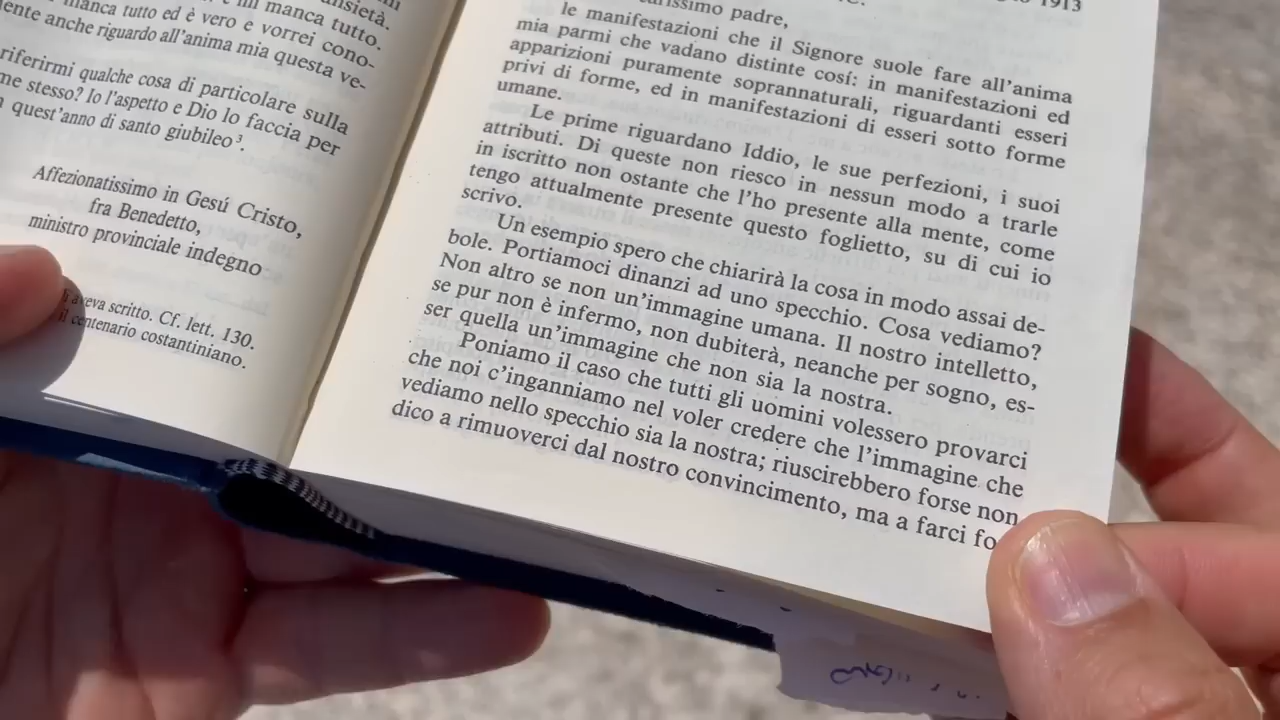 ansietà.
manca tutto ed è vero e vorrei cono-
mi manca tutto.
anche riguardo all'anima mia questa ve-
riferirmi qualche cosa di particolare sulla
me stesso? Io l'aspetto e Dio lo faccia per
quest'anno di santo giubileo³.
Affezionatissimo in Gesú Cristo,
fra Benedetto,
ministro provinciale indegno
aveva scritto. Cf. lett. 130.
il centenario costantiniano.
1913
padre,
le manifestazioni che il Signore suole fare all'anima
mia parmi che vadano distinte cosí: in manifestazioni ed
apparizioni puramente soprannaturali, riguardanti esseri
privi di forme, ed in manifestazioni di esseri sotto forme
umane.
Le prime riguardano Iddio, le sue perfezioni, i suoi
attributi. Di queste non riesco in nessun modo a trarle
in iscritto non ostante che l'ho presente alla mente, come
tengo attualmente presente questo foglietto, su di cui io
scrivo.
Un esempio spero che chiarirà la cosa in modo assai de-
bole. Portiamoci dinanzi ad uno specchio. Cosa vediamo?
Non altro se non un'immagine umana. Il nostro intelletto,
se pur non è infermo, non dubiterà, neanche per sogno, es-
ser quella un'immagine che non sia la nostra.
Poniamo il caso che tutti gli uomini volessero provarci
che noi c'inganniamo nel voler credere che l'immagine che
vediamo nello specchio sia la nostra; riuscirebbero forse non
dico a rimuoverci dal nostro convincimento, ma a farci fo